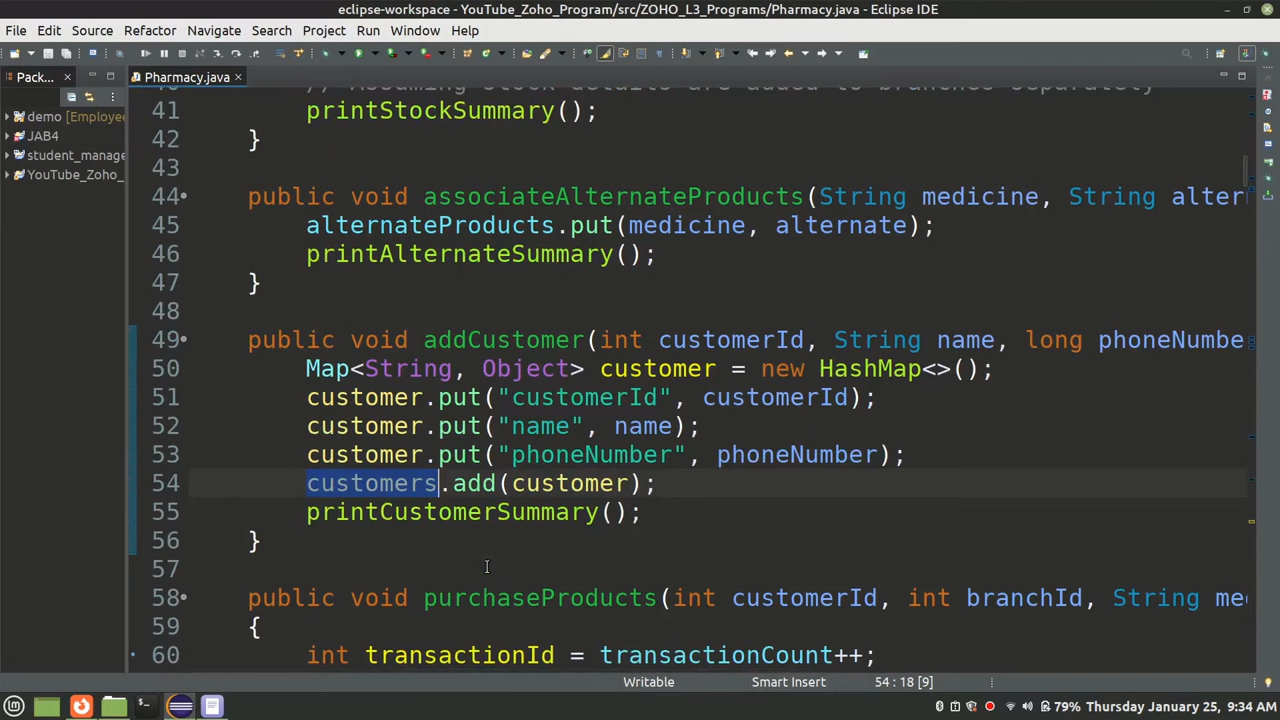 eclipse-workspace - YouTube_Zoho_Program/src/ZOHO_L3_Programs/Pharmacy.java - Eclipse IDE
File Edit Source Refactor Navigate Search Project Run Window Help
Pack...
Pharmacy.java
demo [Employee
JAB4
student_manage
YouTube_Zoho_
// Assuming stock details are added to branches separately
41 printStockSummary();
42 }
43
44 public void associateAlternateProducts(String medicine, String altern
45 alternateProducts.put(medicine, alternate);
46 printAlternateSummary();
47 }
48
49 public void addCustomer(int customerId, String name, long phoneNumbe
50 Map<String, Object> customer = new HashMap<>();
51 customer.put("customerId", customerId);
52 customer.put("name", name);
53 customer.put("phoneNumber", phoneNumber);
54 customers.add(customer);
55 printCustomerSummary();
56 }
57
58 public void purchaseProducts(int customerId, int branchId, String me
59 {
60 int transactionId = transactionCount++;
Writable Smart Insert 54 : 18 [9]
79% Thursday January 25, 9:34 AM